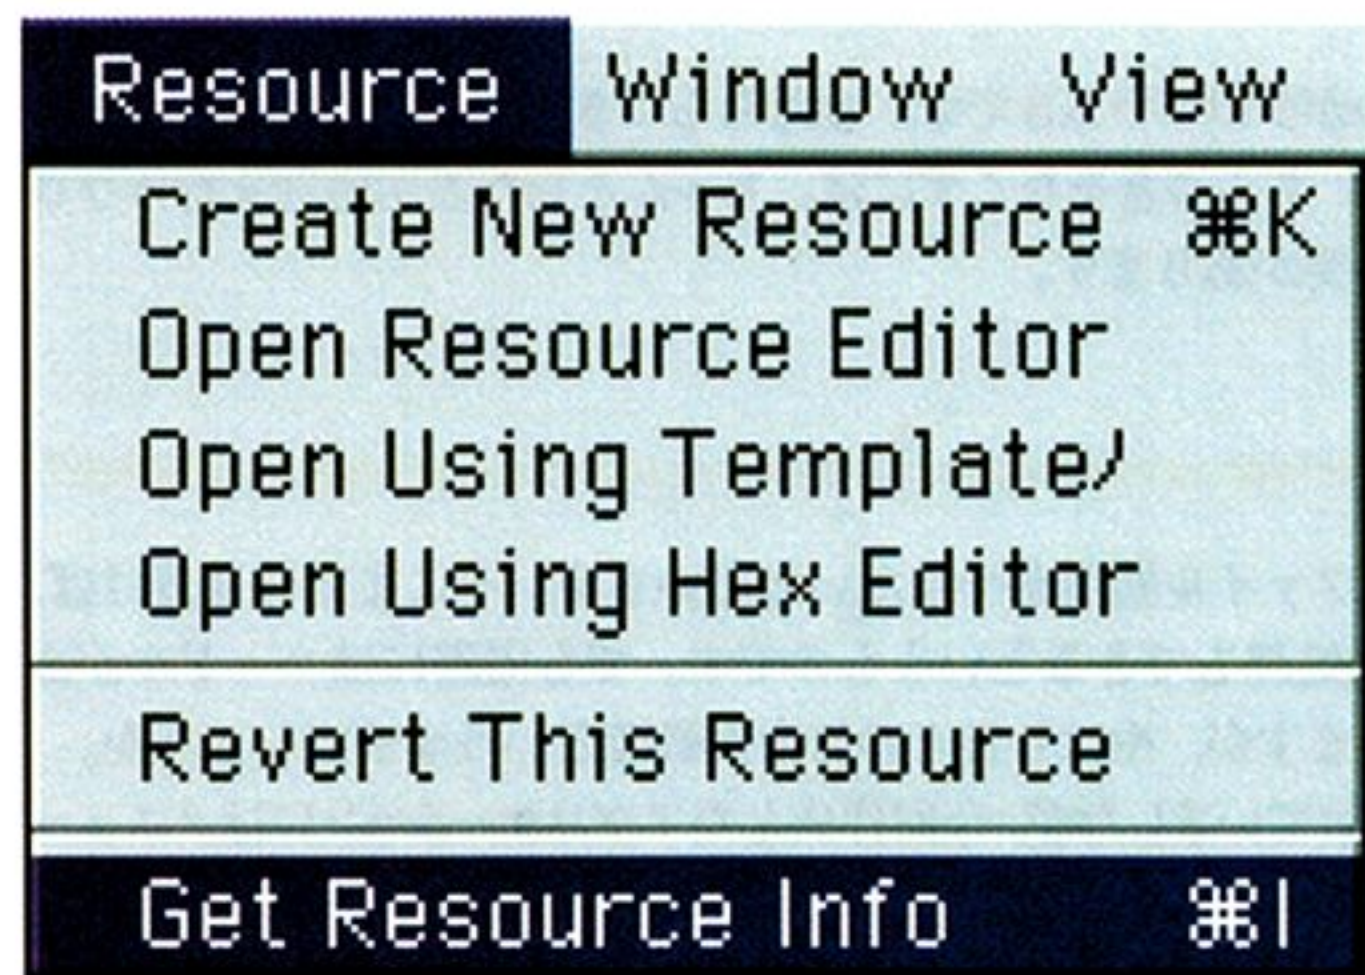 Resource Window View
Create New Resource ⌘K
Open Resource Editor
Open Using Template/
Open Using Hex Editor
Revert This Resource
Get Resource Info ⌘I